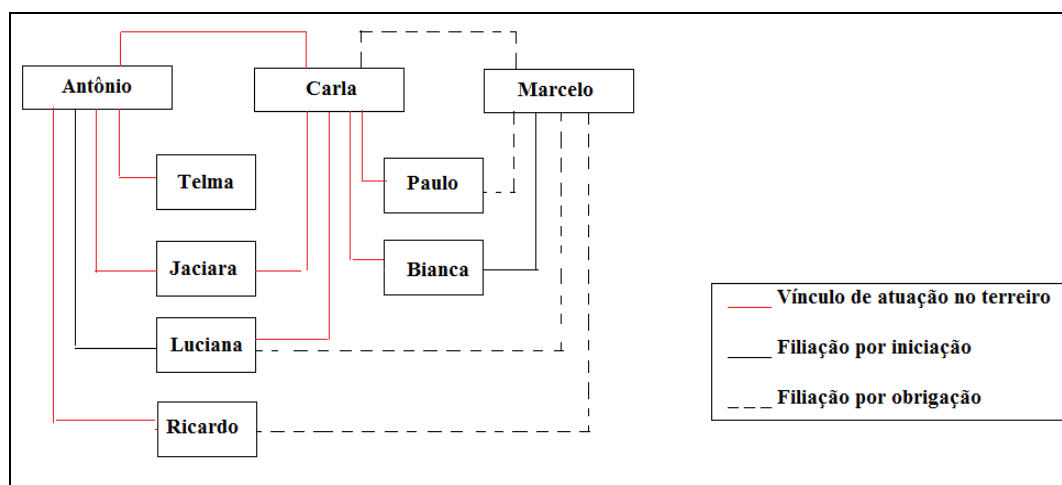 Antônio
Carla
Marcelo
Telma
Paulo
Jaciara
Bianca
Luciana
Ricardo
Vínculo de atuação no terreiro
Filiação por iniciação
Filiação por obrigação